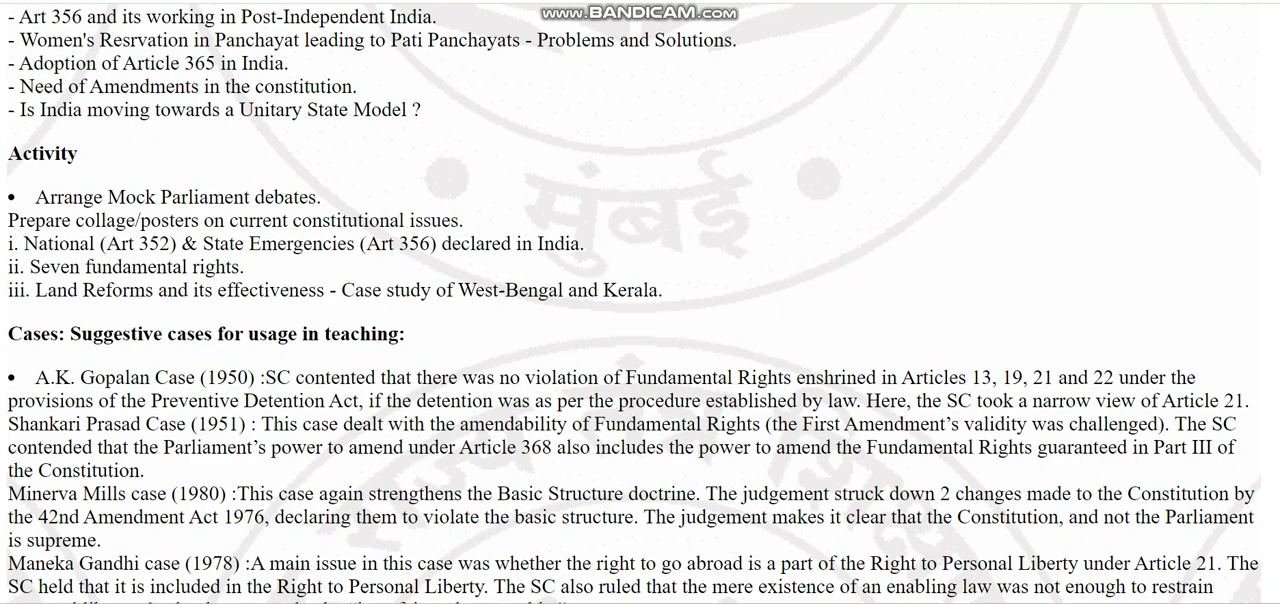 www.BANDICAM.com
- Art 356 and its working in Post-Independent India.
- Women's Resrvation in Panchayat leading to Pati Panchayats - Problems and Solutions.
- Adoption of Article 365 in India.
- Need of Amendments in the constitution.
- Is India moving towards a Unitary State Model ?
Activity
मुंबई
• Arrange Mock Parliament debates.
Prepare collage/posters on current constitutional issues.
i. National (Art 352) & State Emergencies (Art 356) declared in India.
ii. Seven fundamental rights.
iii. Land Reforms and its effectiveness - Case study of West-Bengal and Kerala.
Cases: Suggestive cases for usage in teaching:
• A.K. Gopalan Case (1950) :SC contented that there was no violation of Fundamental Rights enshrined in Articles 13, 19, 21 and 22 under the
provisions of the Preventive Detention Act, if the detention was as per the procedure established by law. Here, the SC took a narrow view of Article 21.
Shankari Prasad Case (1951) : This case dealt with the amendability of Fundamental Rights (the First Amendment’s validity was challenged). The SC
contended that the Parliament’s power to amend under Article 368 also includes the power to amend the Fundamental Rights guaranteed in Part III of
the Constitution.
Minerva Mills case (1980) :This case again strengthens the Basic Structure doctrine. The judgement struck down 2 changes made to the Constitution by
the 42nd Amendment Act 1976, declaring them to violate the basic structure. The judgement makes it clear that the Constitution, and not the Parliament
is supreme.
Maneka Gandhi case (1978) :A main issue in this case was whether the right to go abroad is a part of the Right to Personal Liberty under Article 21. The
SC held that it is included in the Right to Personal Liberty. The SC also ruled that the mere existence of an enabling law was not enough to restrain